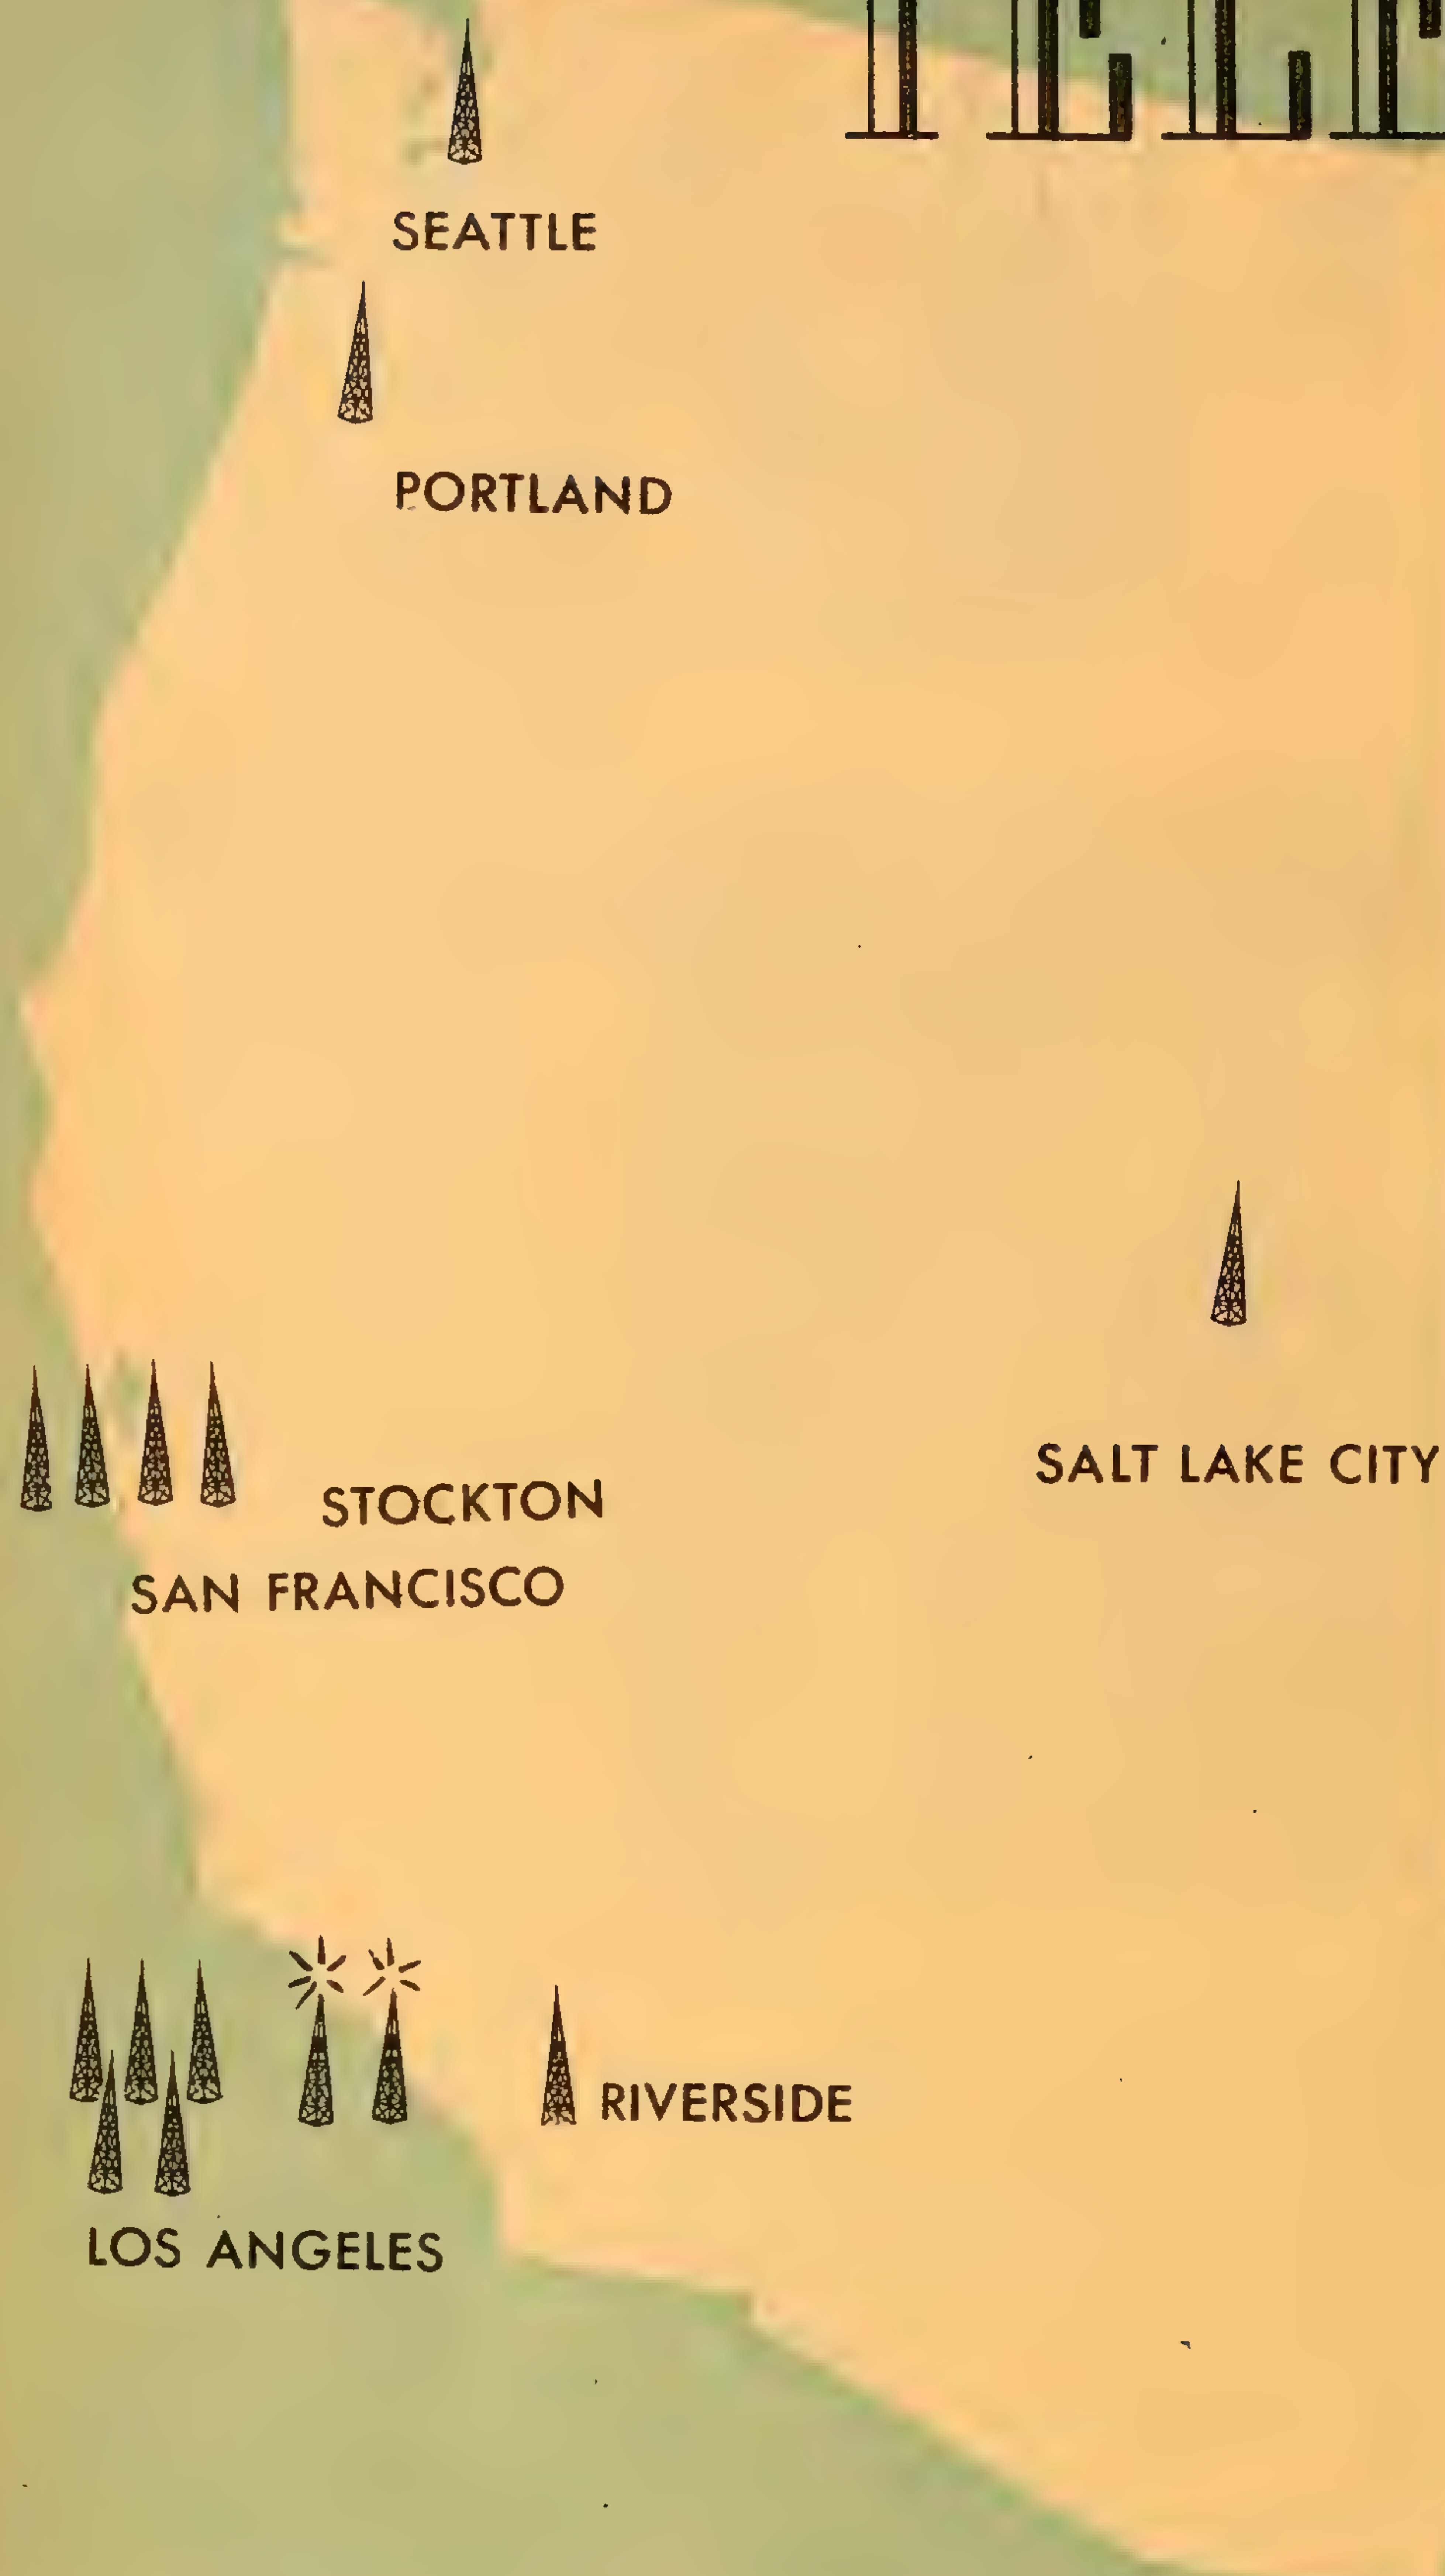 SEATTLE
PORTLAND
SALT LAKE CITY
STOCKTON
SAN FRANCISCO
RIVERSIDE
LOS ANGELES